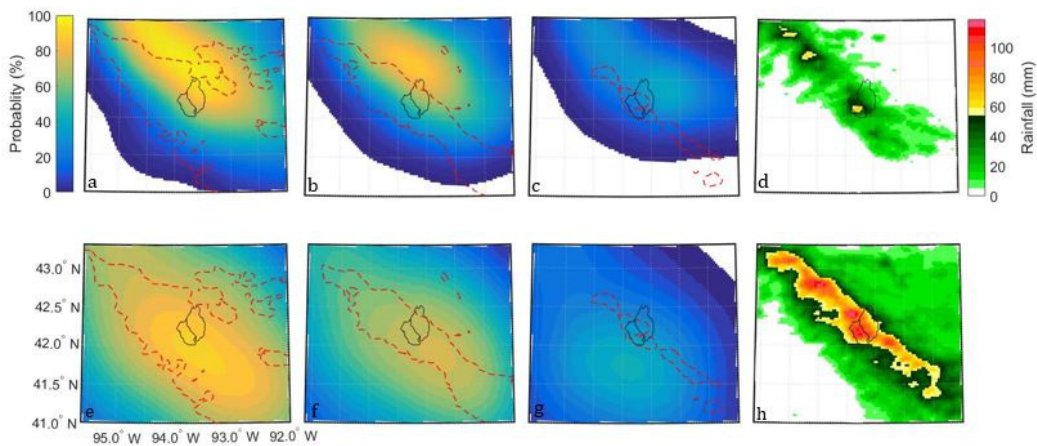 100
80
60
40
20
0
Probablity (%)
a
b
c
d
100
80
60
40
20
0
Rainfall (mm)
43.0° N
42.5° N
42.0° N
41.5° N
41.0° N
e
f
g
h
95.0° W 94.0° W 93.0° W 92.0° W